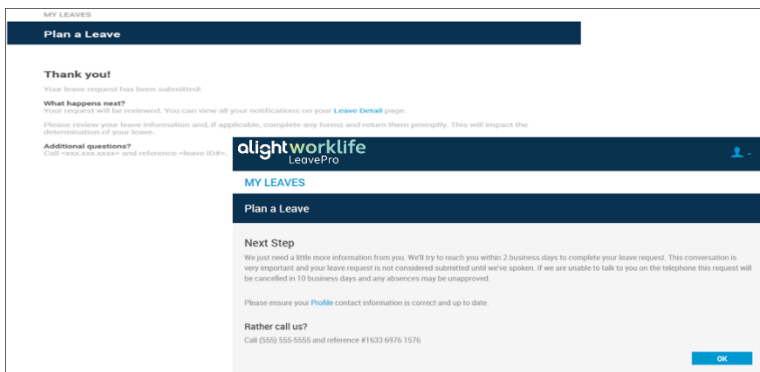 MY LEAVES
Plan a Leave
Thank you!
Your leave request has been submitted!
What happens next?
Your request will be reviewed. You can view all your notifications on your Leave Detail page.
Please review your leave information and, if applicable, complete any forms and return them promptly. This will impact the
determination of your leave.
Additional questions?
Call <xxx.xxx.xxxx> and reference <leave ID#>.
alightworklife
LeavePro
MY LEAVES
Plan a Leave
Next Step
We just need a little more information from you. We'll try to reach you within 2 business days to complete your leave request. This conversation is
very important and your leave request is not considered submitted until we've spoken. If we are unable to talk to you on the telephone this request will
be cancelled in 10 business days and any absences may be unapproved.
Please ensure your Profile contact information is correct and up to date.
Rather call us?
Call (555) 555-5555 and reference #1633 6976 1576
OK